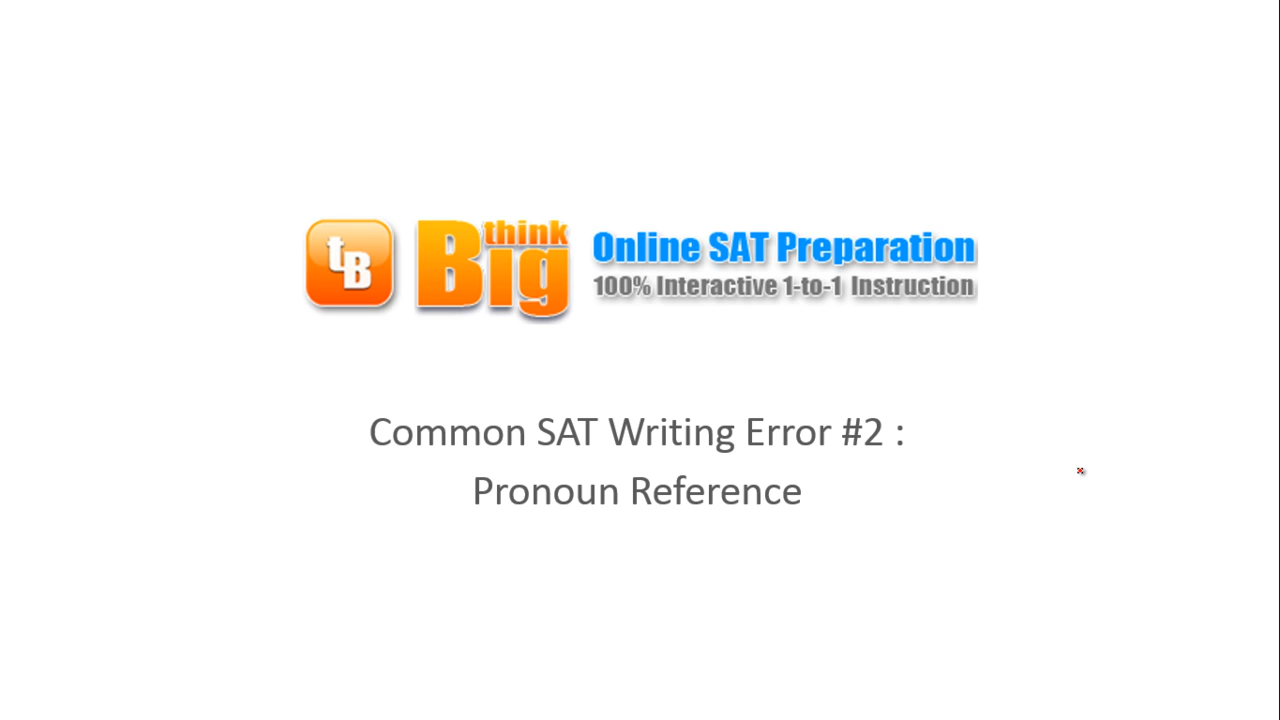 tB
think
Big
Online SAT Preparation
100% Interactive 1-to-1 Instruction
Common SAT Writing Error #2 :
Pronoun Reference